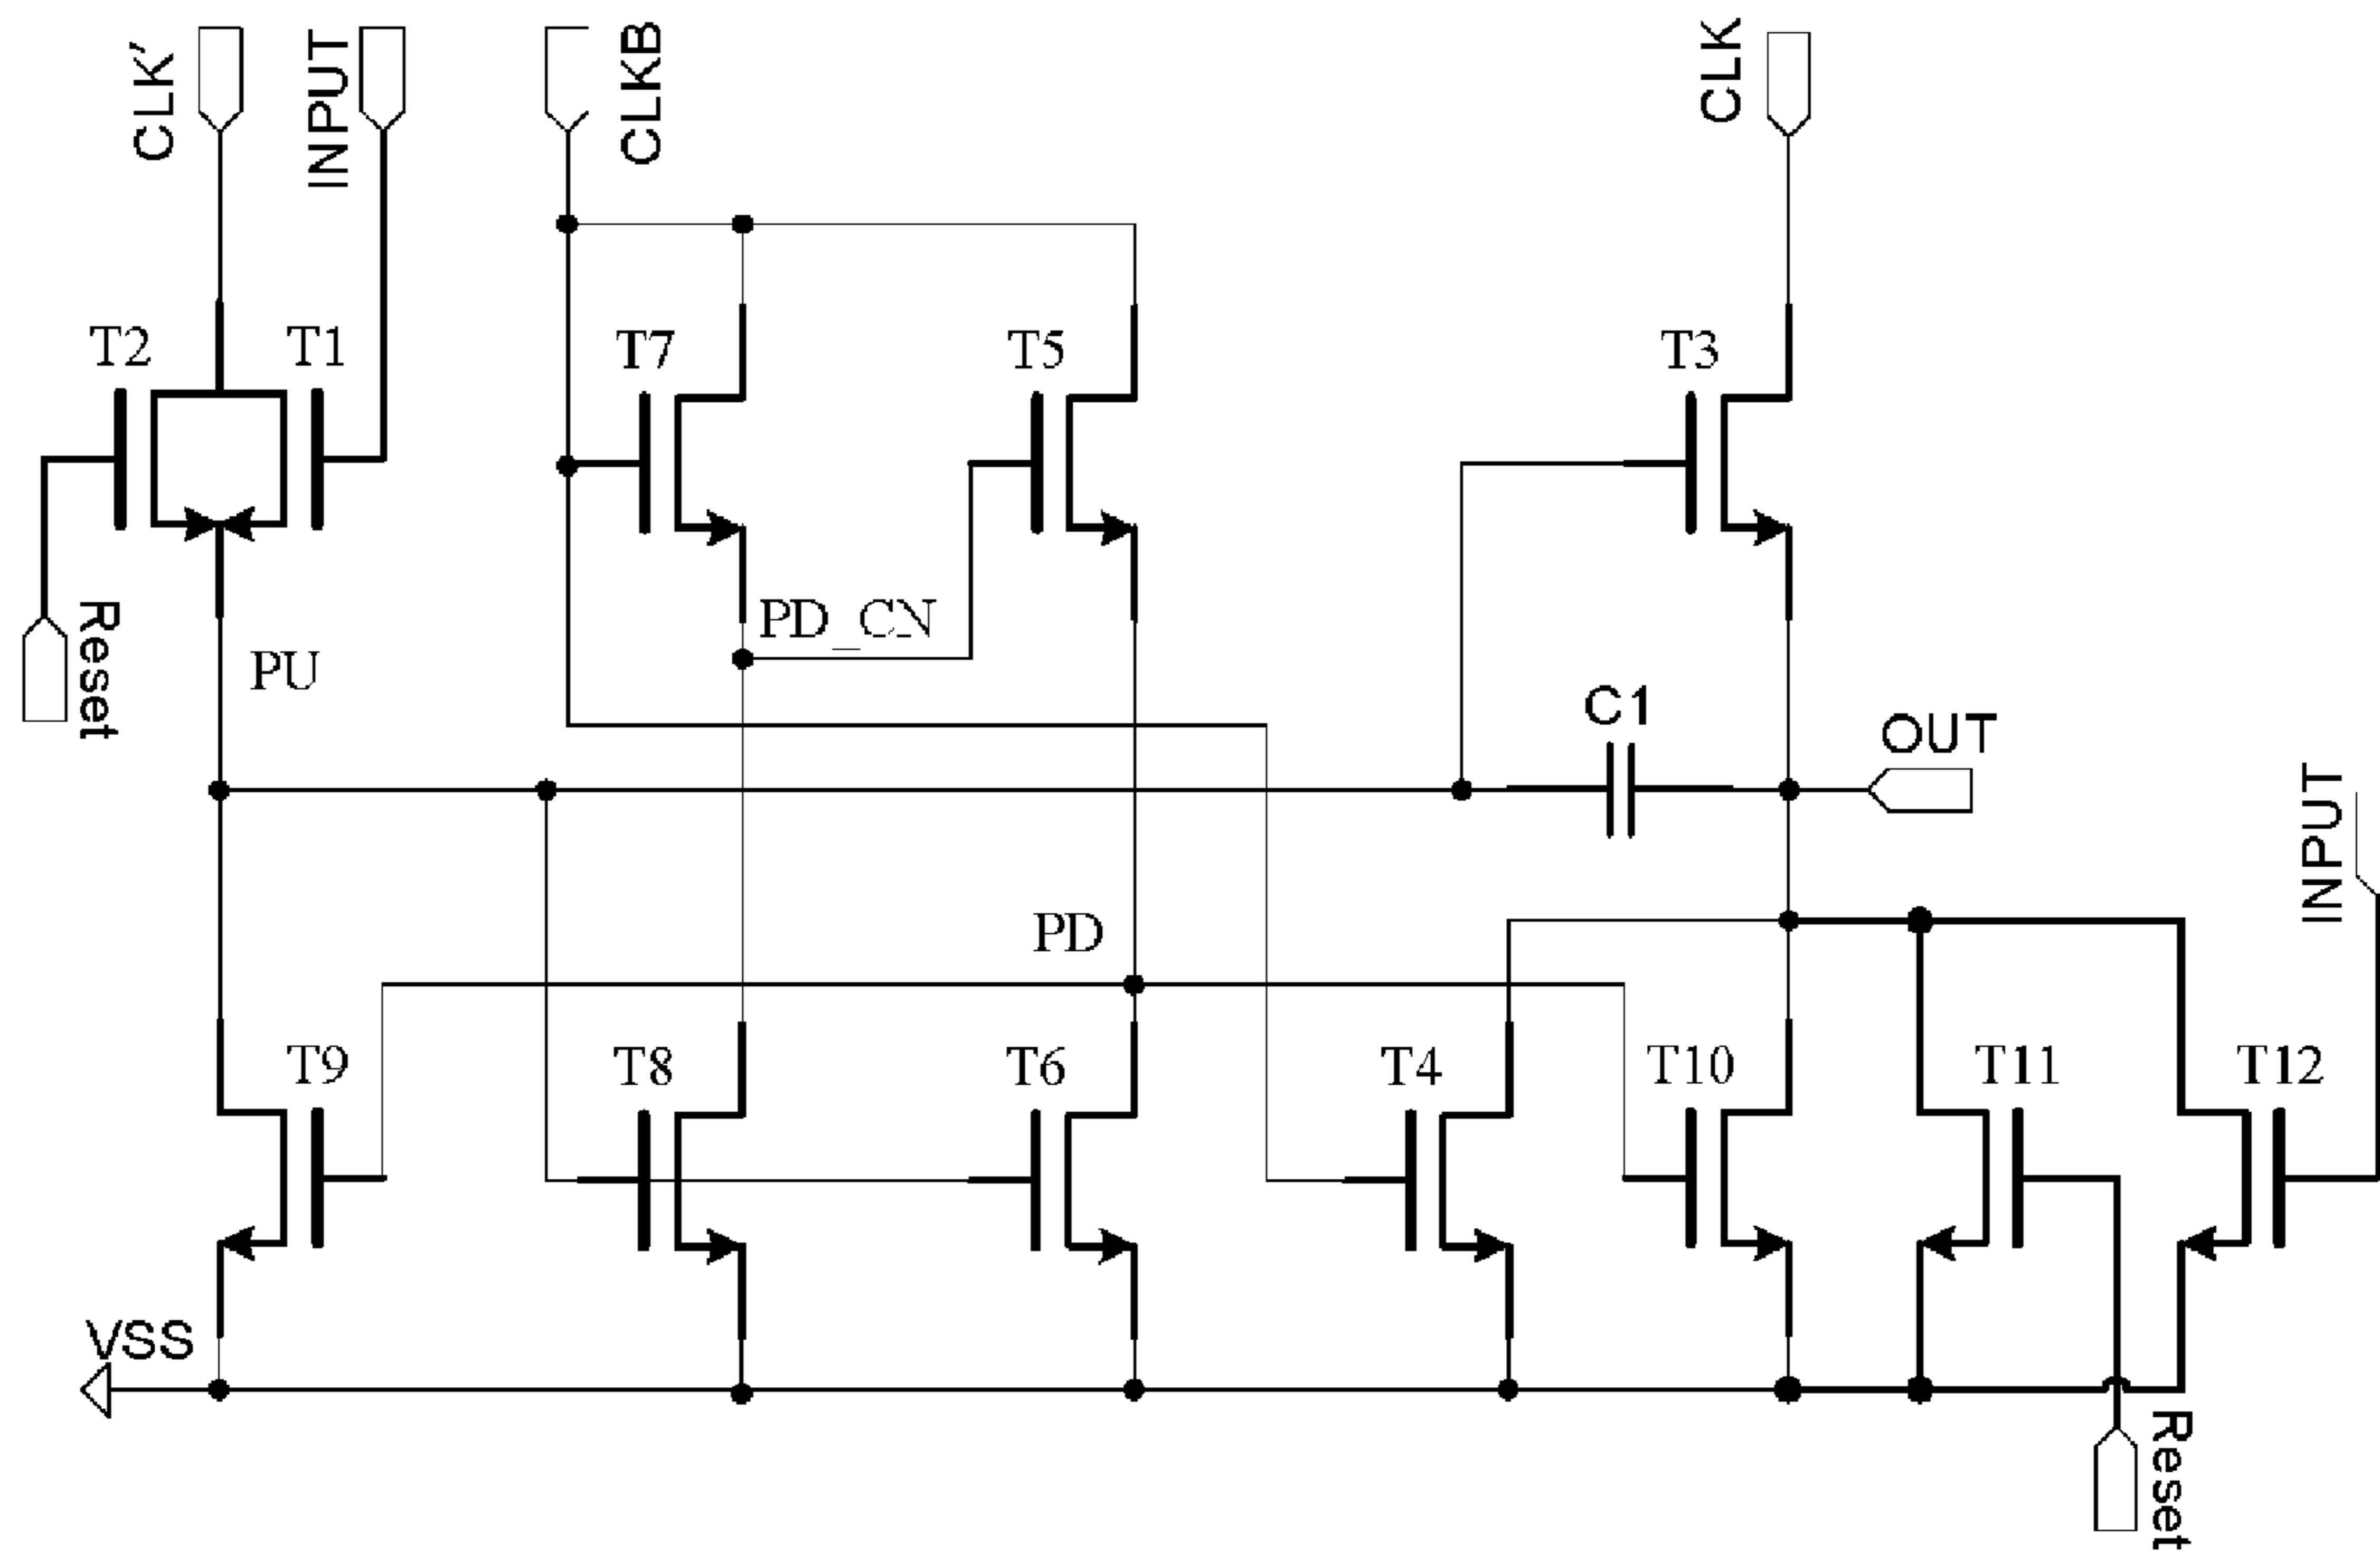 CLK'
INPUT
CLKB
CLK
T2
T1
T7
T5
T3
Reset
PU
PD_CN
C1
OUT
INPUT
PD
T9
T8
T6
T4
T10
T11
T12
VSS
Reset